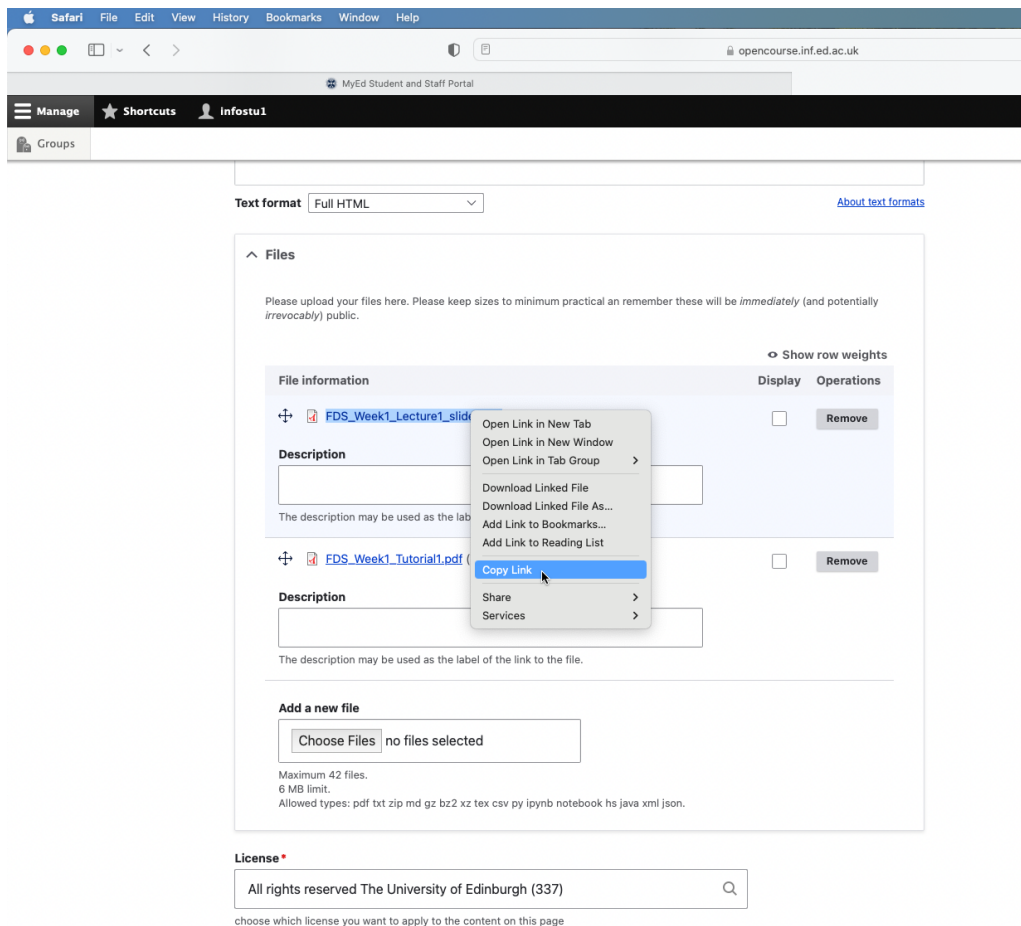 Safari File Edit View History Bookmarks Window Help
opencourse.inf.ed.ac.uk
MyEd Student and Staff Portal
Manage Shortcuts infostu1
Groups
Text format Full HTML About text formats
Files
Please upload your files here. Please keep sizes to minimum practical an remember these will be immediately (and potentially
irrevocably) public.
Show row weights
File information Display Operations
FDS_Week1_Lecture1_slide
Remove
Description
The description may be used as the lab
FDS_Week1_Tutorial1.pdf (
Remove
Description
The description may be used as the label of the link to the file.
Open Link in New Tab
Open Link in New Window
Open Link in Tab Group
Download Linked File
Download Linked File As...
Add Link to Bookmarks...
Add Link to Reading List
Copy Link
Share
Services
Add a new file
Choose Files no files selected
Maximum 42 files.
6 MB limit.
Allowed types: pdf txt zip md gz bz2 xz tex csv py ipynb notebook hs java xml json.
License*
All rights reserved The University of Edinburgh (337)
choose which license you want to apply to the content on this page